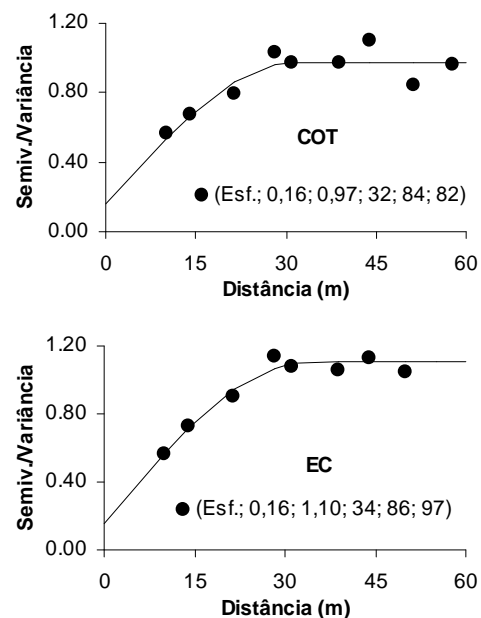 1.20
0.80
0.40
0.00
Semiv./Variância
COT
(Esf.; 0,16; 0,97; 32; 84; 82)
0 15 30 45 60
Distância (m)
1.20
0.80
0.40
0.00
Semiv./Variância
EC
(Esf.; 0,16; 1,10; 34; 86; 97)
0 15 30 45 60
Distância (m)